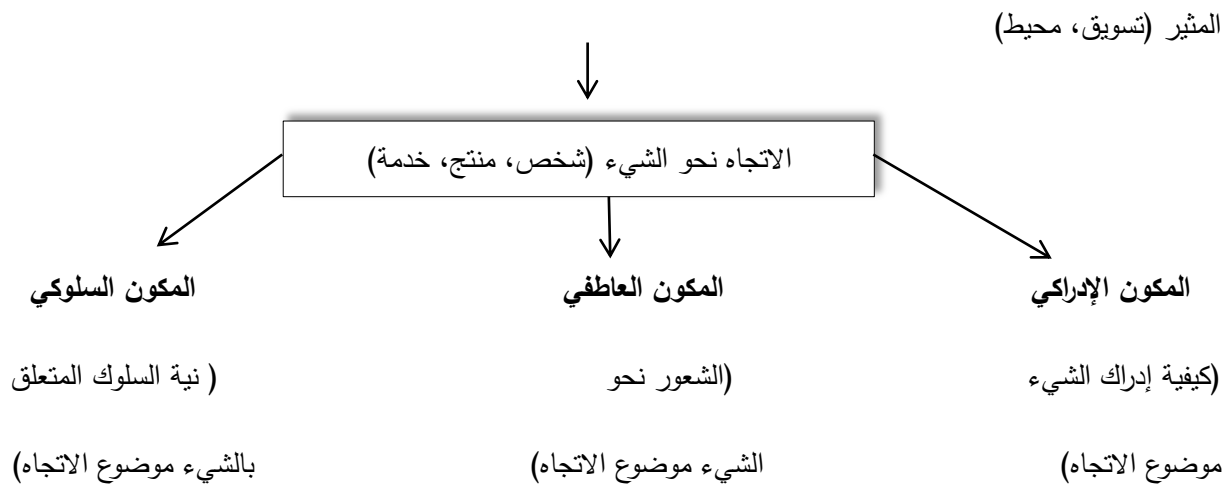 المثير (تسويق، محيط)
الاتجاه نحو الشيء (شخص، منتج، خدمة)
المكون الإدراكي
(كيفية إدراك الشيء
موضوع الاتجاه)
المكون العاطفي
(الشعور نحو
الشيء موضوع الاتجاه)
المكون السلوكي
( نية السلوك المتعلق
بالشيء موضوع الاتجاه)